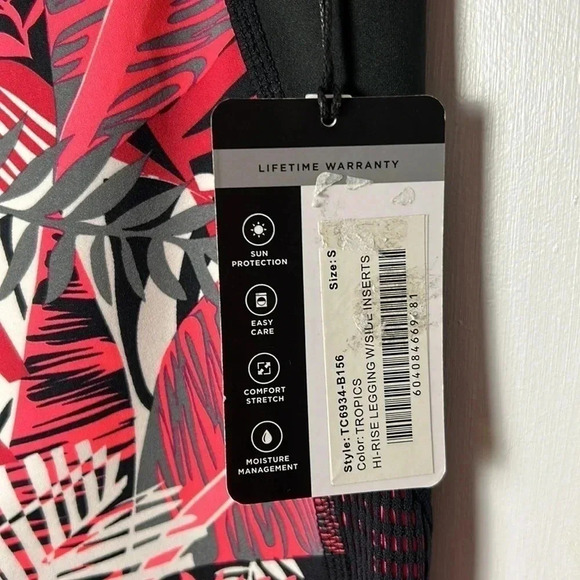 LIFETIME WARRANTY
SUN
PROTECTION
EASY
CARE
COMFORT
STRETCH
MOISTURE
MANAGEMENT
Style: TC6934-B156
Size: S
Color: TROPICS
HI-RISE LEGGING W/SIDE INSERTS